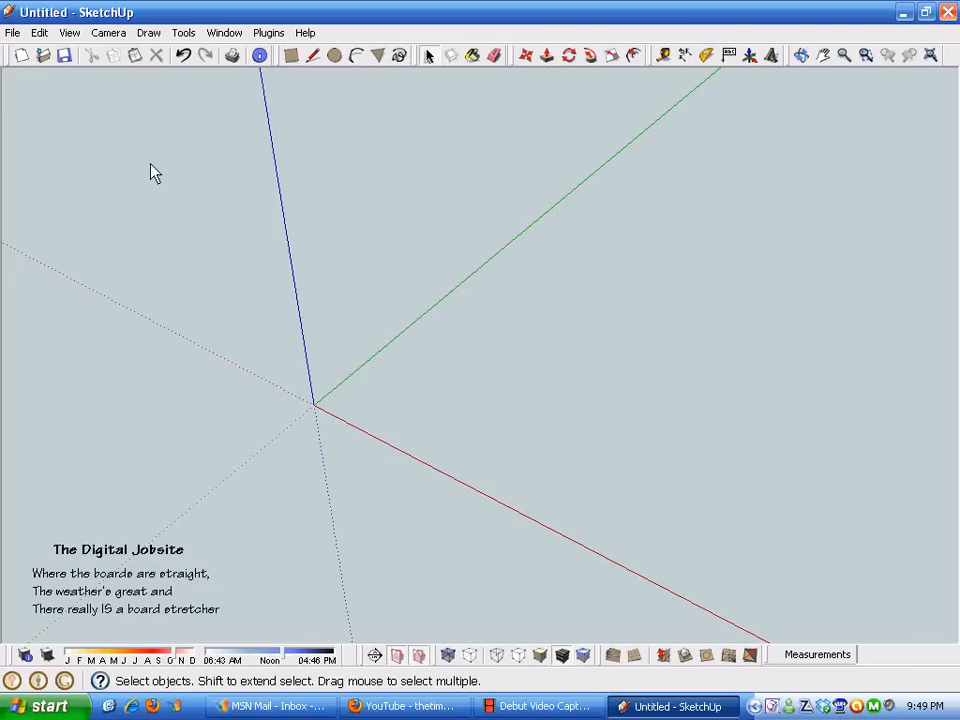 Untitled - SketchUp
File Edit View Camera Draw Tools Window Plugins Help
The Digital Jobsite
Where the boards are straight,
The weather's great and
There really IS a board stretcher
J F M A M J J A S O N D 06:43 AM Noon 04:46 PM Measurements
Select objects. Shift to extend select. Drag mouse to select multiple.
start MSN Mail - Inbox -... YouTube - thetim... Debut Video Capt... Untitled - SketchUp 9:49 PM